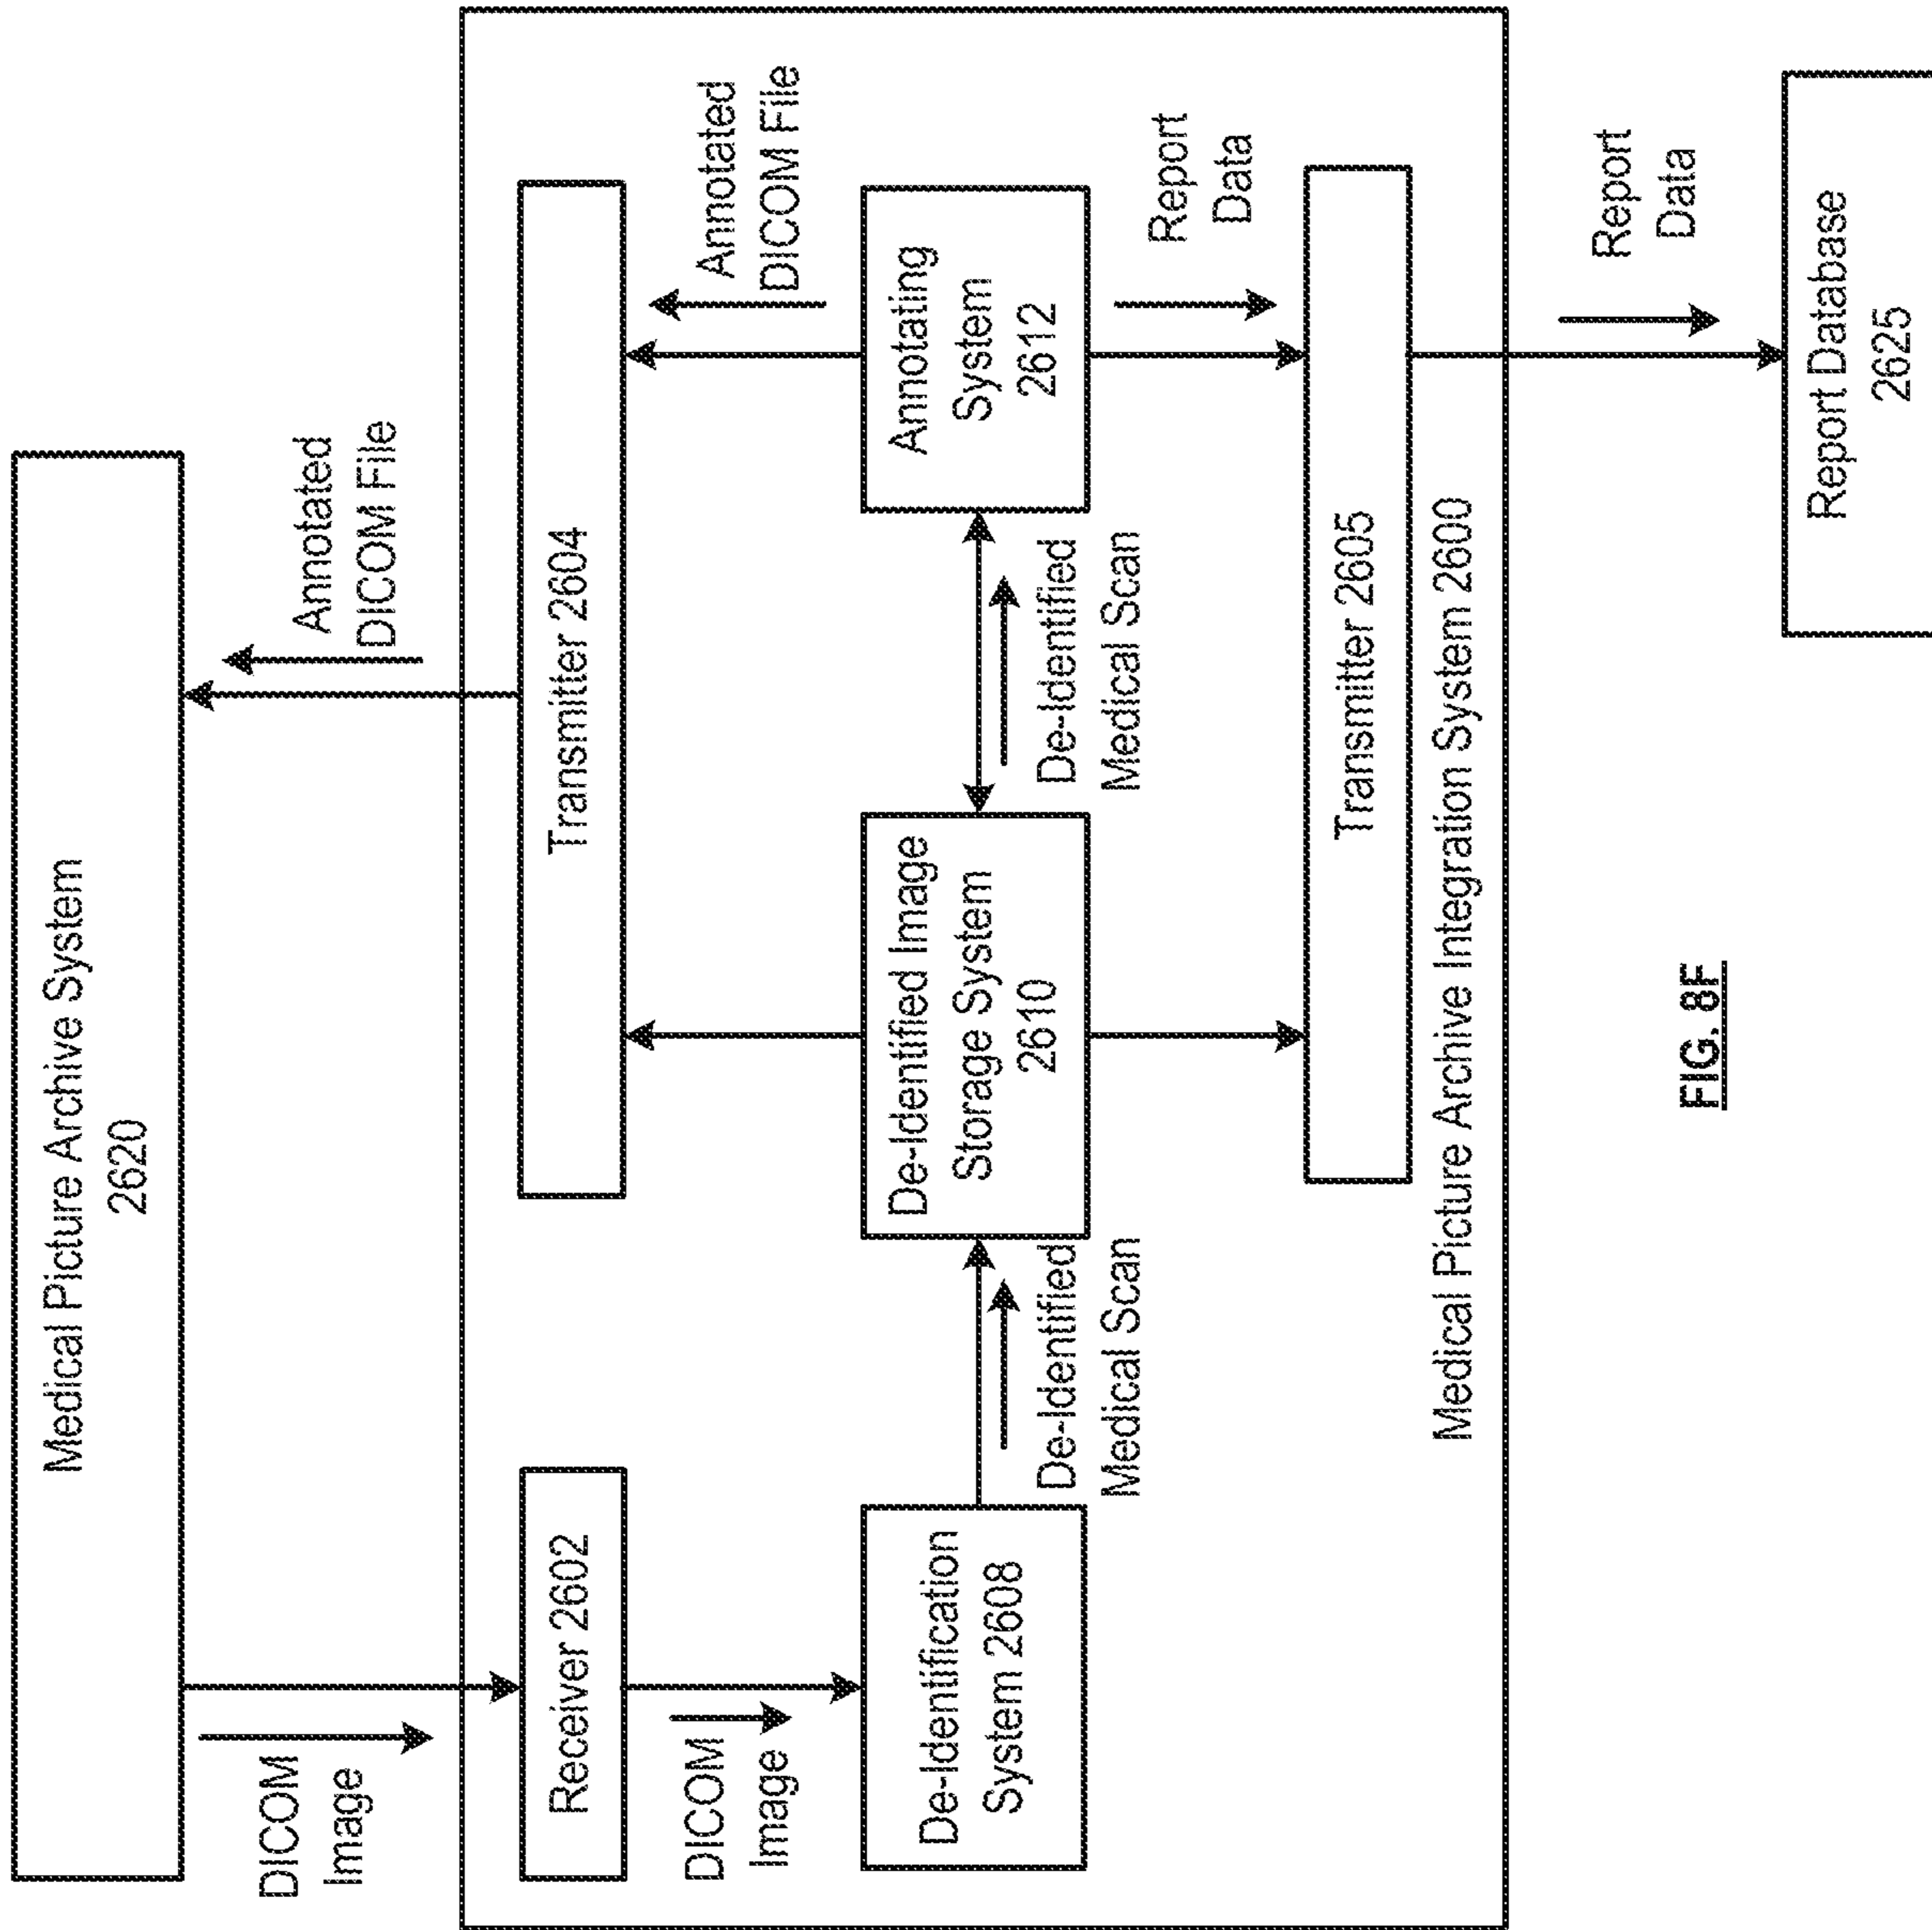 Medical Picture Archive System
2620
DICOM
Image
Annotated
DICOM File
Receiver 2602
Transmitter 2604
DICOM
Image
Annotated
DICOM File
De-Identification
System 2608
De-Identified
Medical Scan
De-Identified Image
Storage System
2610
De-Identified
Medical Scan
Annotating
System
2612
Report
Data
Transmitter 2605
Medical Picture Archive Integration System 2600
Report
Data
Report Database
2625
FIG. 8F